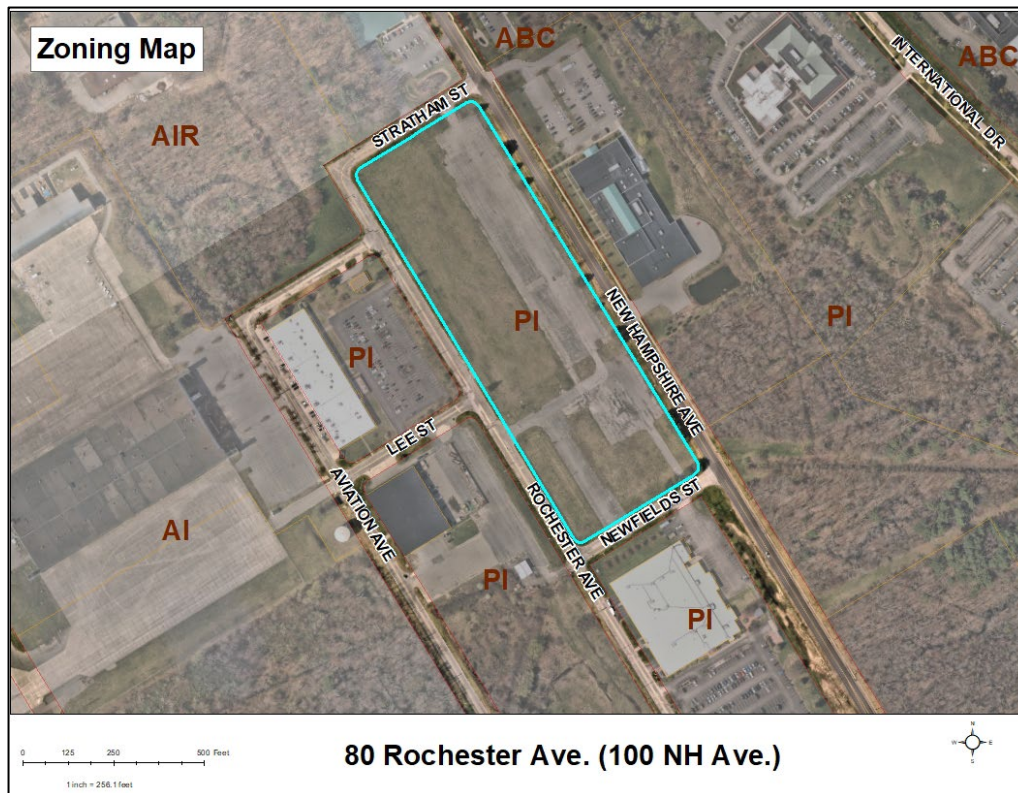 Zoning Map
ABC
ABC
INTERNATIONAL DR
STRATHAM ST
AIR
PI
PI
NEW HAMPSHIRE AVE
PI
LEE ST
AVIATION AVE
ROCHESTER AVE
NEWFIELDS ST
AI
PI
PI
0 125 250 500 Feet
1 inch = 256.1 feet
80 Rochester Ave. (100 NH Ave.)
N
W E
S